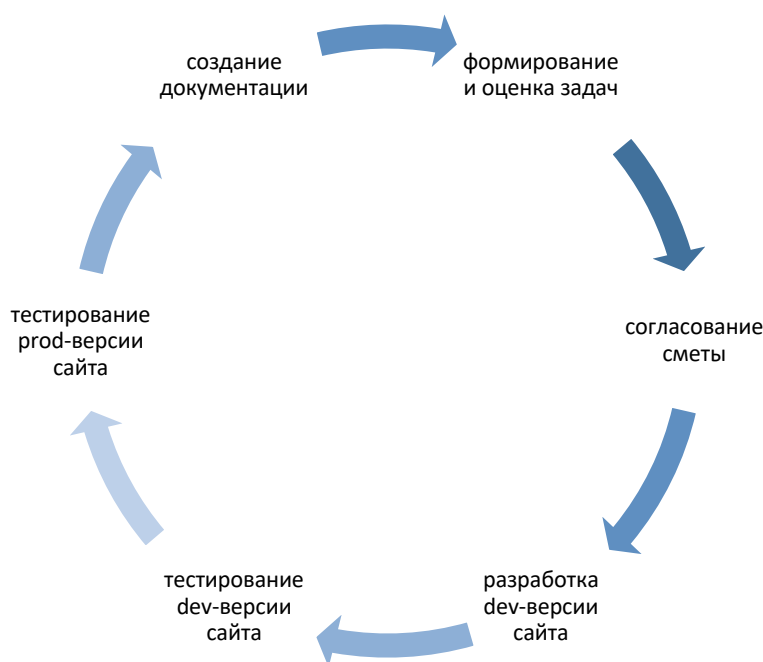 создание
документации
формирование
и оценка задач
согласование
сметы
разработка
dev-версии
сайта
тестирование
dev-версии
сайта
тестирование
prod-версии
сайта